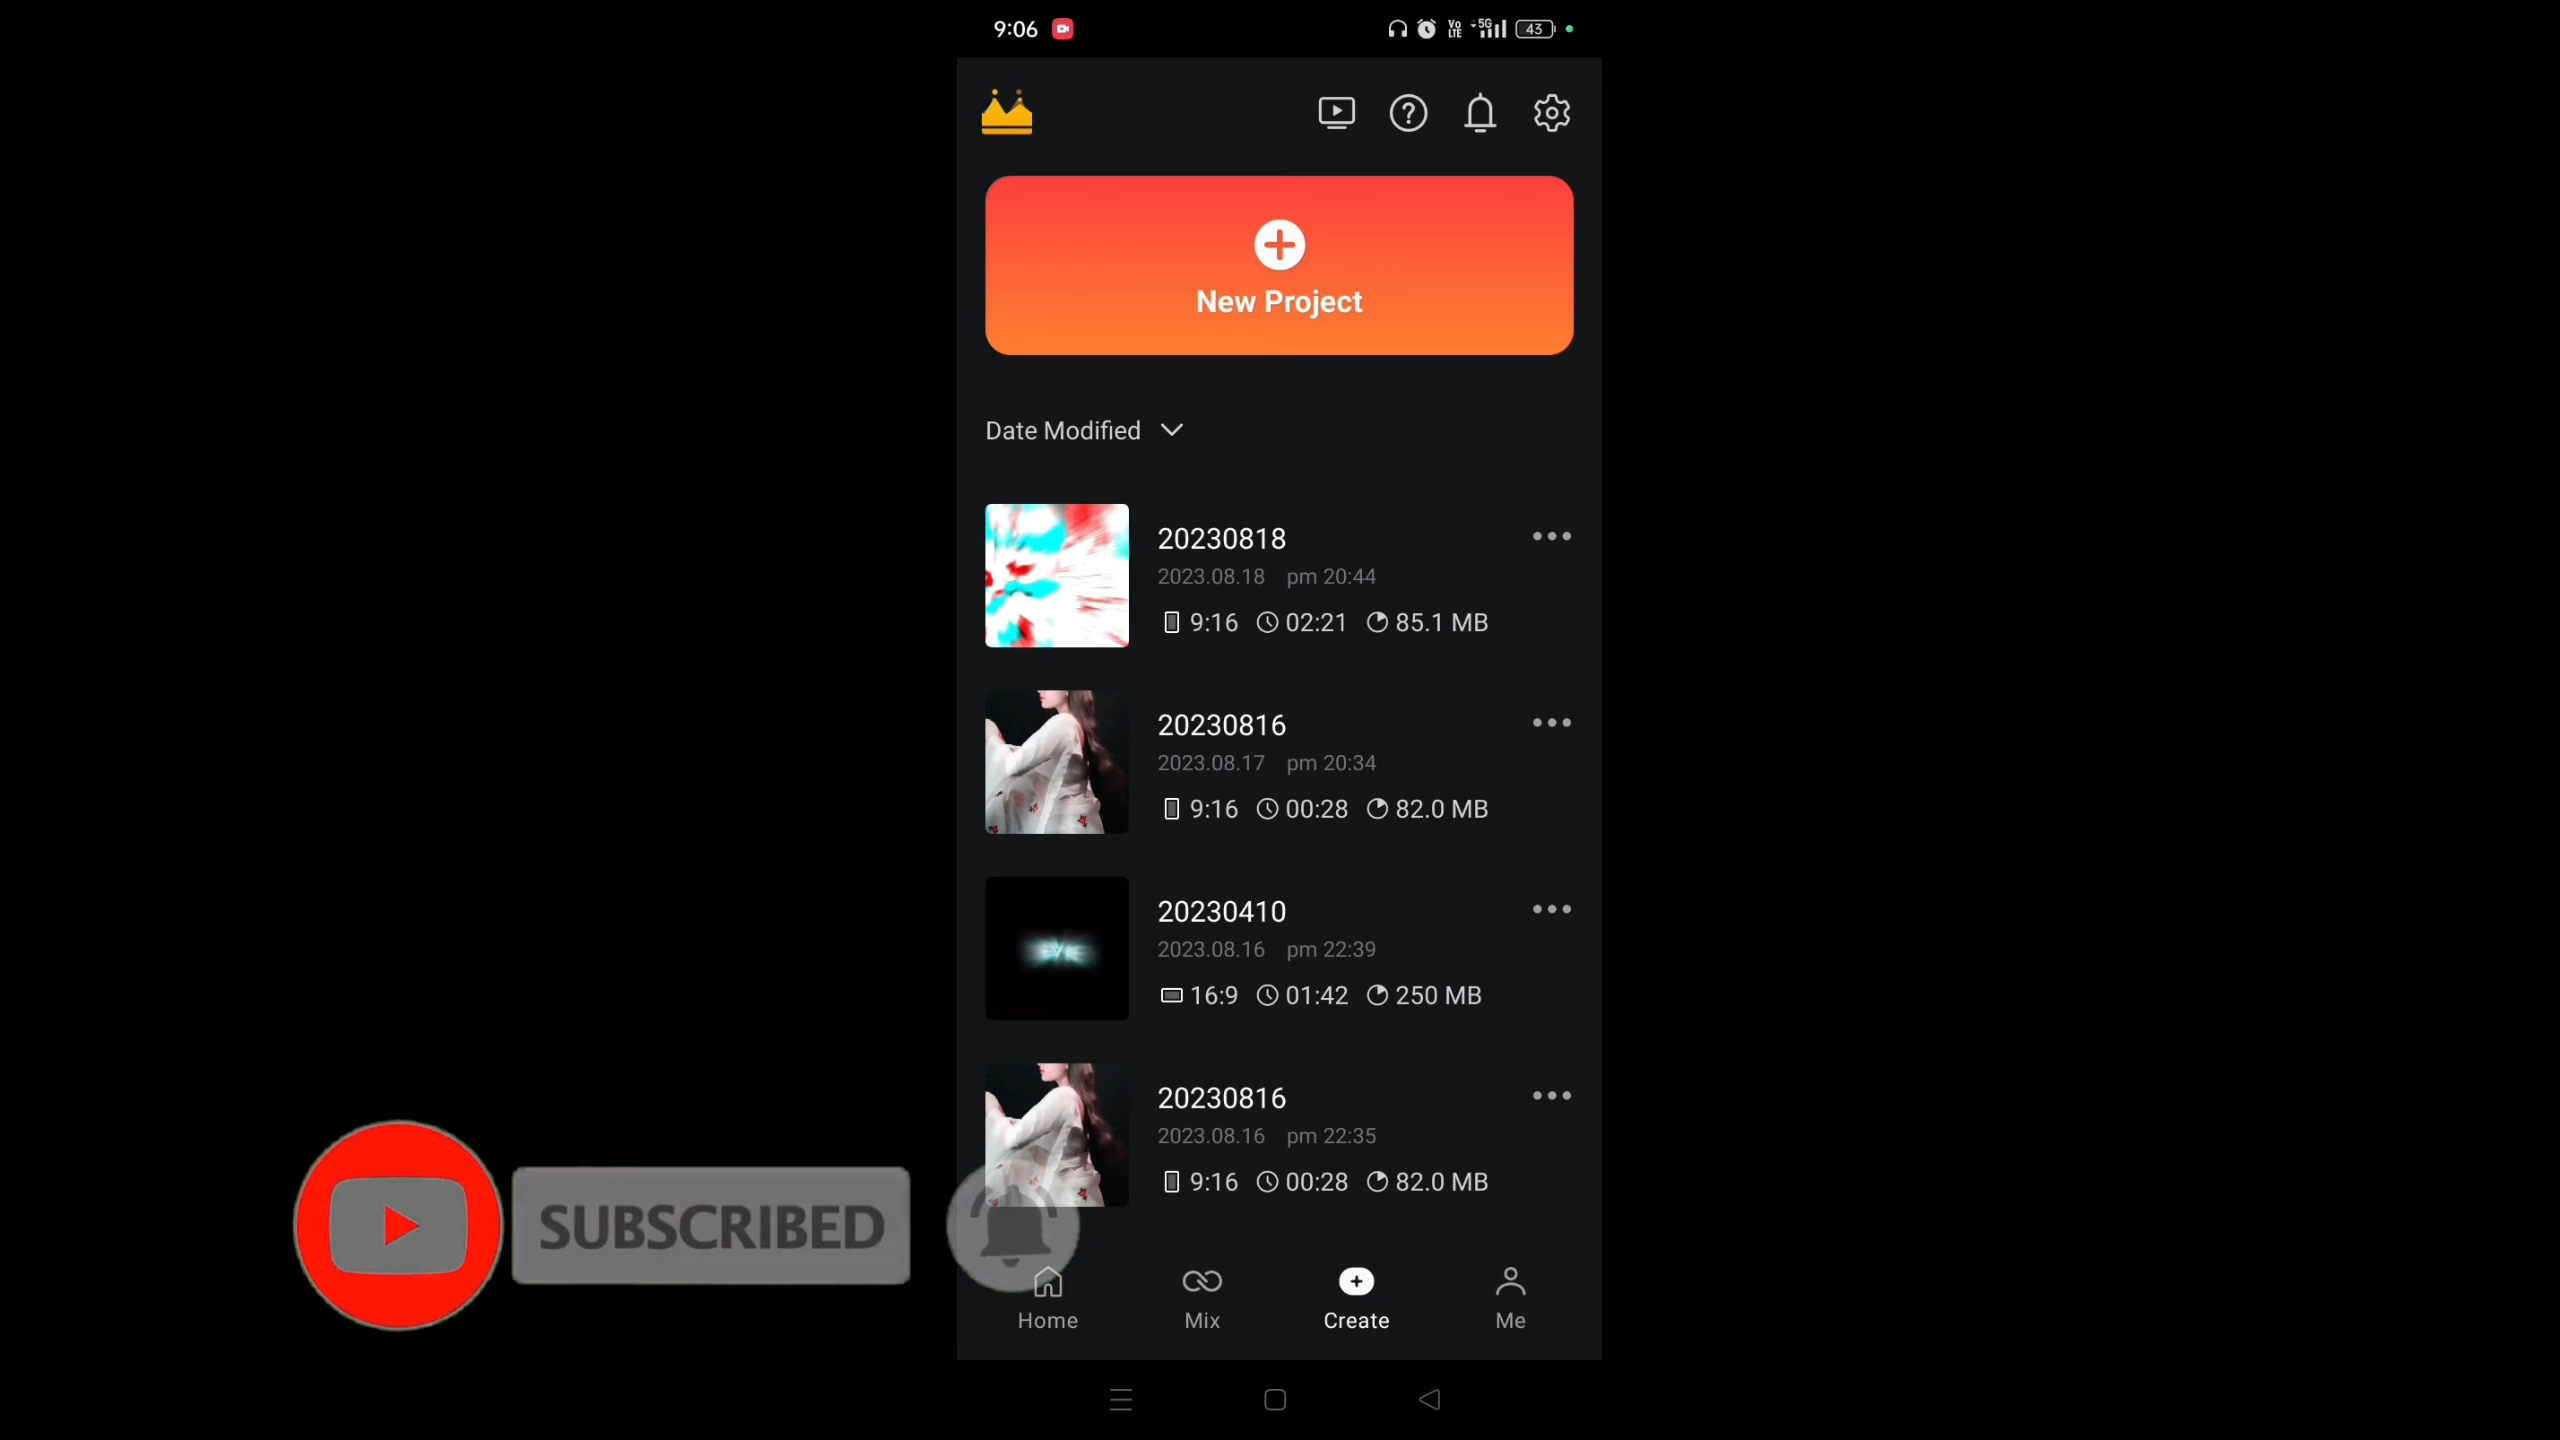 9:06
Vo LTE 5G 43
New Project
Date Modified
20230818
2023.08.18 pm 20:44
9:16 02:21 85.1 MB
20230816
2023.08.17 pm 20:34
9:16 00:28 82.0 MB
20230410
2023.08.16 pm 22:39
16:9 01:42 250 MB
20230816
2023.08.16 pm 22:35
9:16 00:28 82.0 MB
SUBSCRIBED
Home Mix Create Me